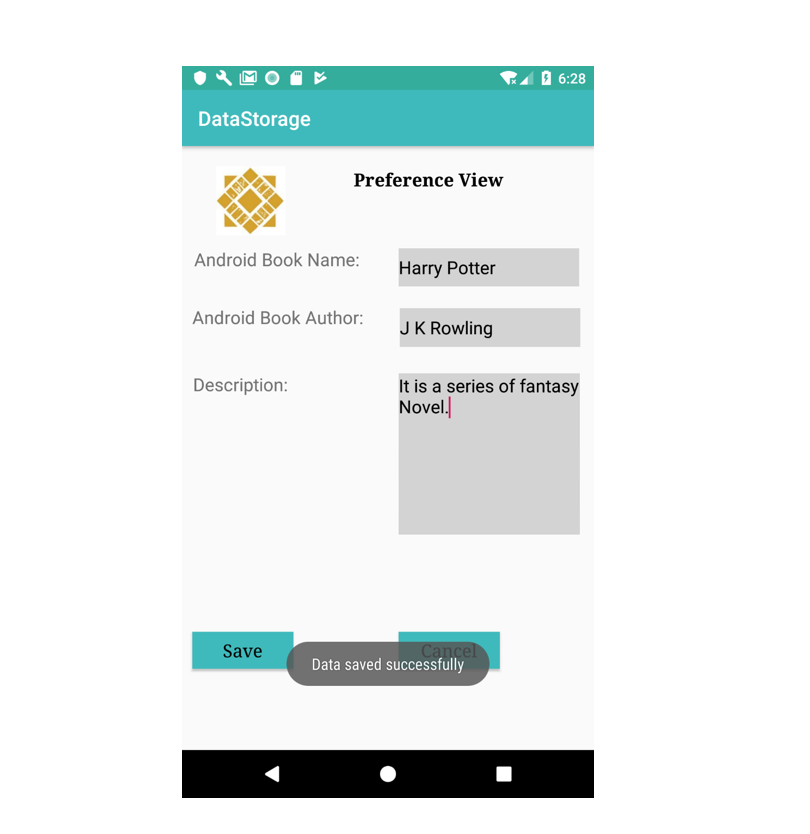 6:28
DataStorage
Preference View
Android Book Name:
Harry Potter
Android Book Author:
J K Rowling
Description:
It is a series of fantasy
Novel.
Save
Cancel
Data saved successfully